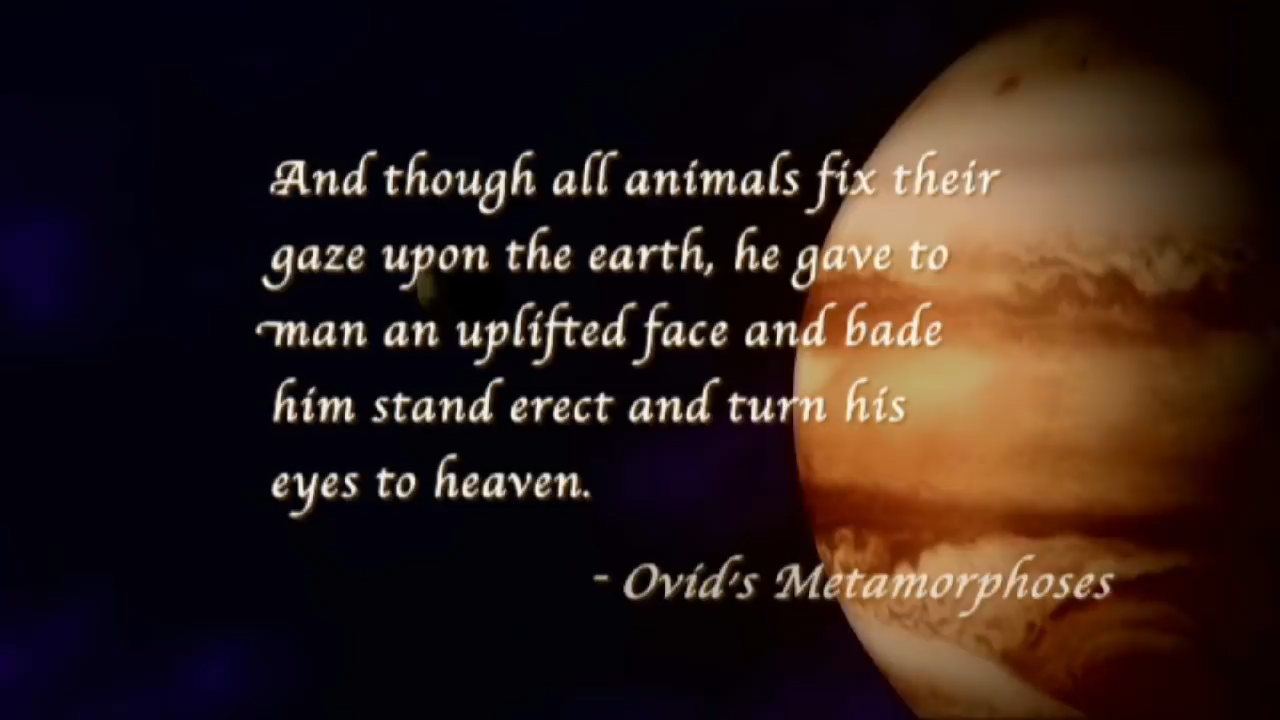 And though all animals fix their
gaze upon the earth, he gave to
man an uplifted face and bade
him stand erect and turn his
eyes to heaven.
- Ovid's Metamorphoses